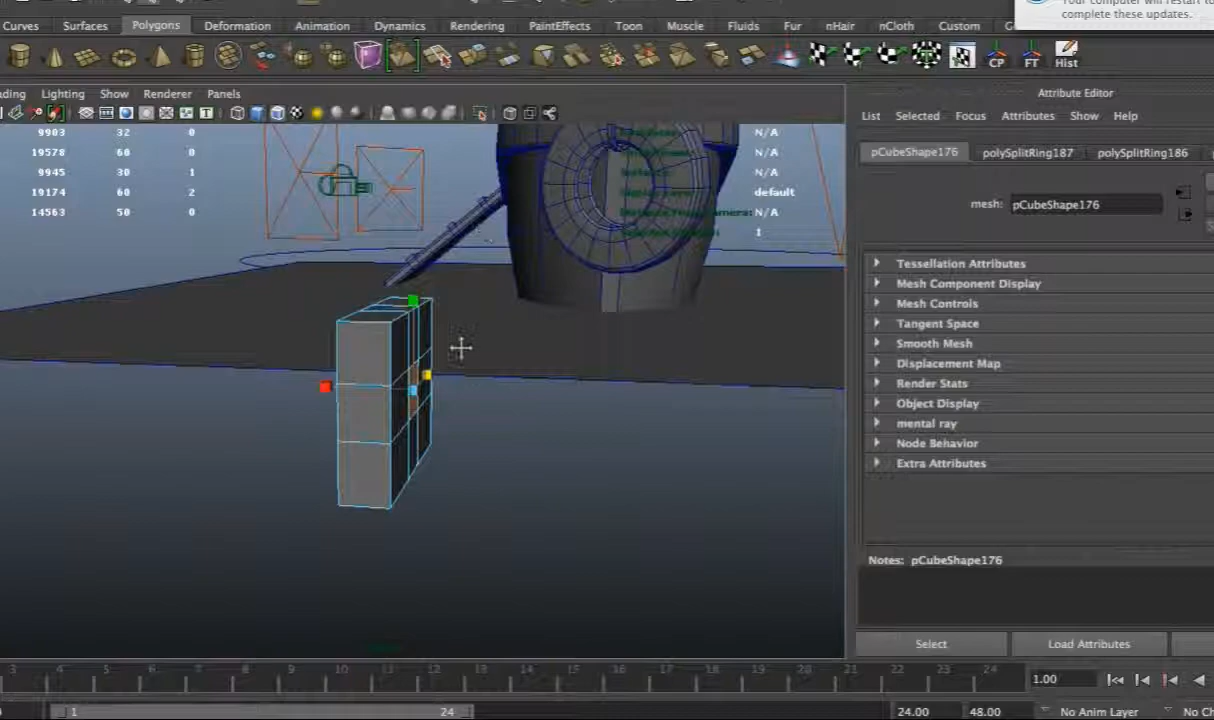 complete these updates.
Curves Surfaces Polygons Deformation Animation Dynamics Rendering PaintEffects Toon Muscle Fluids Fur nHair nCloth Custom
CP FT Hist
ding Lighting Show Renderer Panels
Attribute Editor
List Selected Focus Attributes Show Help
9903 32 0 N/A
19578 60 0 N/A
9945 30 1 N/A
19174 60 2 default
14563 50 0 N/A
1
pCubeShape176 polySplitRing187 polySplitRing186
mesh: pCubeShape176
Tessellation Attributes
Mesh Component Display
Mesh Controls
Tangent Space
Smooth Mesh
Displacement Map
Render Stats
Object Display
mental ray
Node Behavior
Extra Attributes
Notes: pCubeShape176
Select Load Attributes
3 4 5 6 7 8 9 10 11 12 13 14 15 16 17 18 19 20 21 22 23 24 1.00
1 24 24.00 48.00 No Anim Layer No Ch